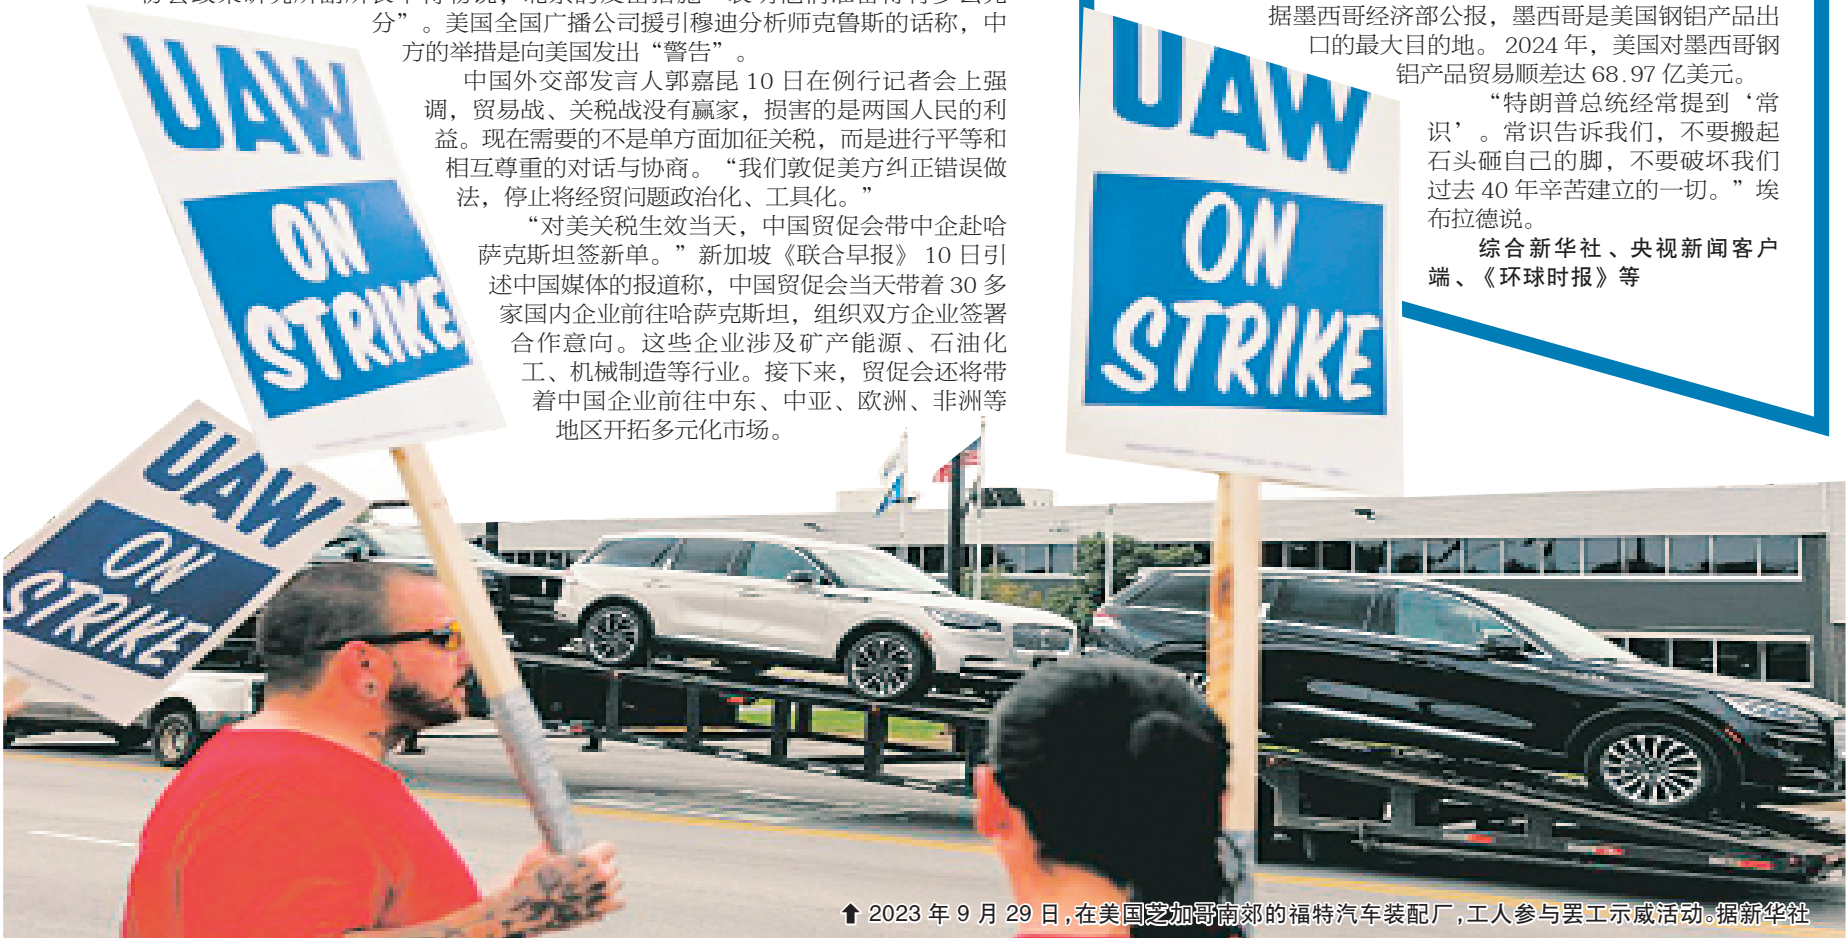 分”。美国全国广播公司援引穆迪分析师克鲁斯的话称，中
方的举措是向美国发出“警告”。
中国外交部发言人郭嘉昆 10 日在例行记者会上强
调，贸易战、关税战没有赢家，损害的是两国人民的利
益。现在需要的不是单方面加征关税，而是进行平等和
相互尊重的对话与协商。“我们敦促美方纠正错误做
法，停止将经贸问题政治化、工具化。”
“对美关税生效当天，中国贸促会带中企赴哈
萨克斯坦签新单。”新加坡《联合早报》10 日引
述中国媒体的报道称，中国贸促会当天带着 30 多
家国内企业前往哈萨克斯坦，组织双方企业签署
合作意向。这些企业涉及矿产能源、石油化
工、机械制造等行业。接下来，贸促会还将带
着中国企业前往中东、中亚、欧洲、非洲等
地区开拓多元化市场。
据墨西哥经济部公报，墨西哥是美国钢铝产品出
口的最大目的地。2024 年，美国对墨西哥钢
铝产品贸易顺差达 68.97 亿美元。
“特朗普总统经常提到‘常
识’。常识告诉我们，不要搬起
石头砸自己的脚，不要破坏我们
过去 40 年辛苦建立的一切。”埃
布拉德说。
综合新华社、央视新闻客户
端、《环球时报》等
UAW
ON
STRIKE
UAW
ON
STRIKE
UAW
ON
STRIKE
⬆ 2023 年 9 月 29 日,在美国芝加哥南郊的福特汽车装配厂,工人参与罢工示威活动。据新华社